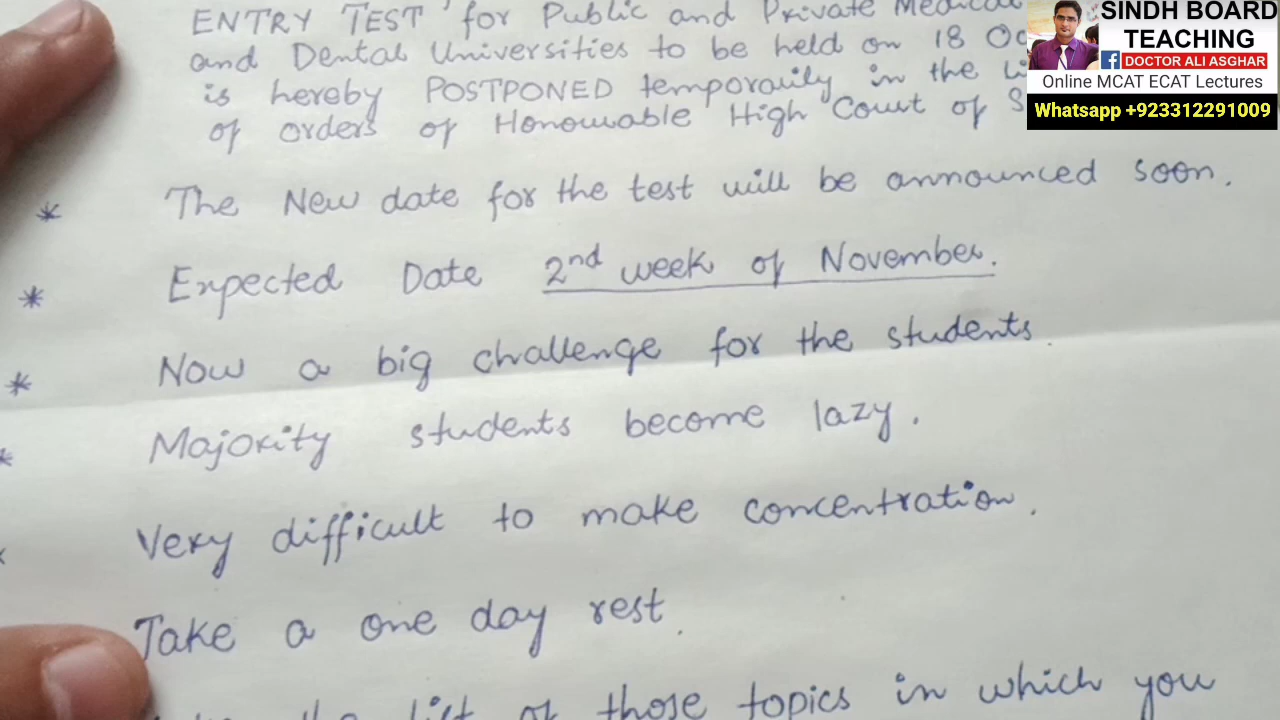 ENTRY TEST for Public and Private Medical
and Dental Universities to be held on 18
is hereby POSTPONED temporarily in the
of orders of Honourable High Court of
* The New date for the test will be announced soon.
* Expected Date 2nd week of November.
* Now a big challenge for the students.
* Majority students become lazy.
Very difficult to make concentration.
Take a one day rest.
the list of those topics in which you
SINDH BOARD
TEACHING
f DOCTOR ALI ASGHAR
Online MCAT ECAT Lectures
Whatsapp +923312291009